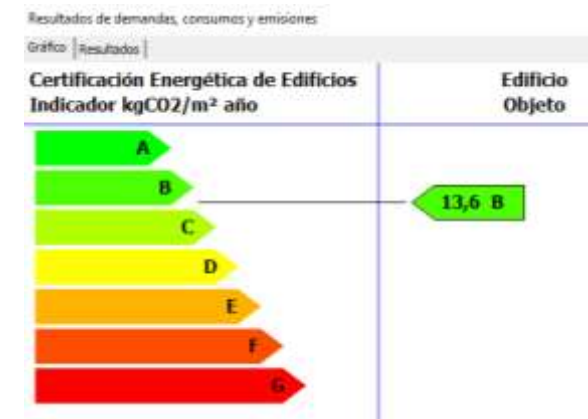 Resultados de demandas, consumos y emisiones
Gráfico Resultados
Certificación Energética de Edificios
Indicador kgCO2/m² año
Edificio
Objeto
A
B
13,6 B
C
D
E
F
G